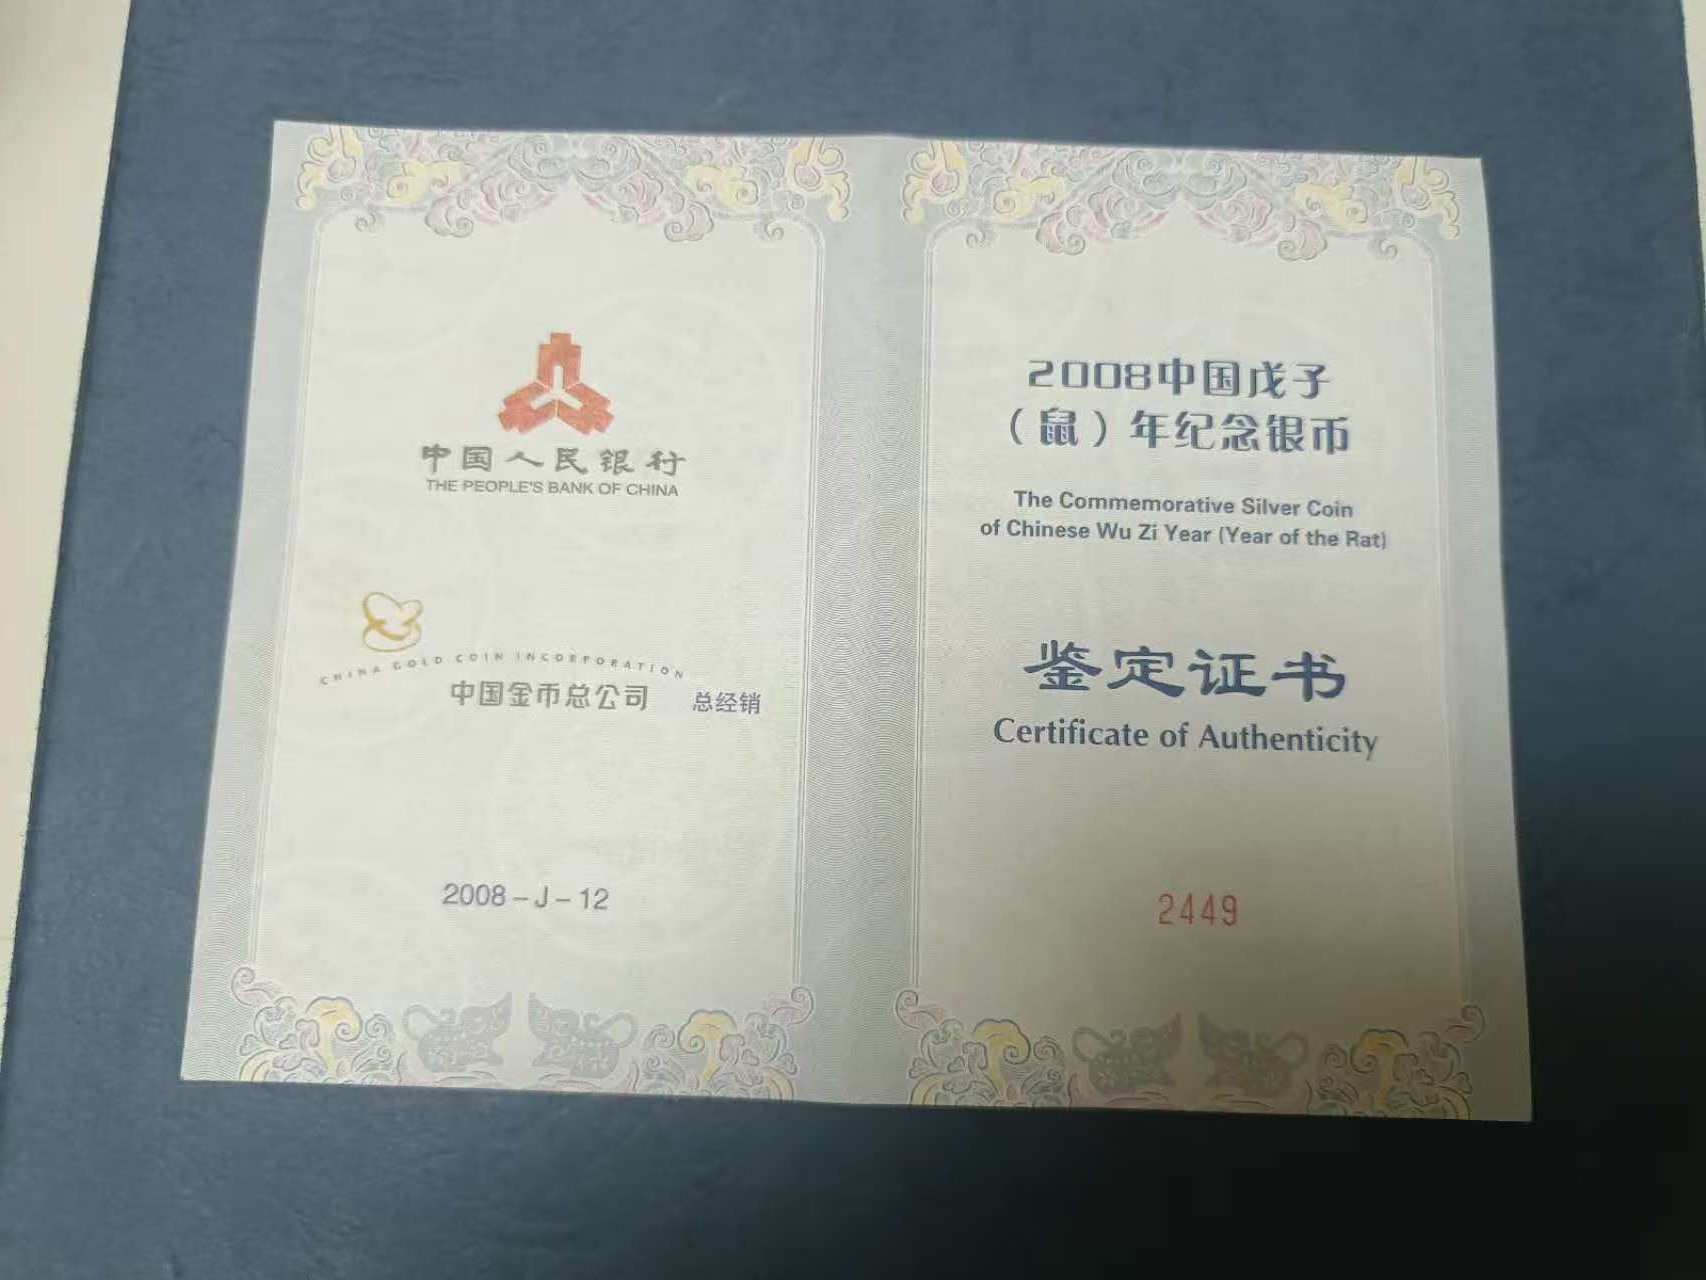 中国人民银行
THE PEOPLE'S BANK OF CHINA
CHINA GOLD COIN INCORPORATION
中国金币总公司 总经销
2008-J-12
2008中国戊子
（鼠）年纪念银币
The Commemorative Silver Coin
of Chinese Wu Zi Year (Year of the Rat)
鉴定证书
Certificate of Authenticity
2449